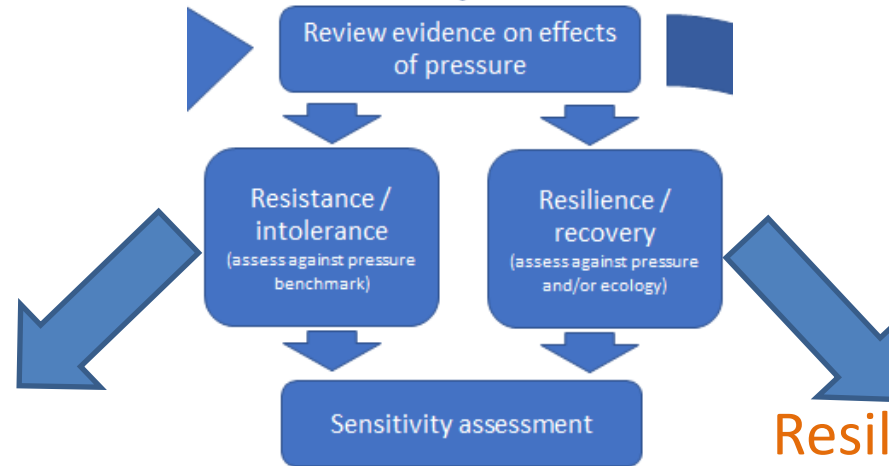 Review evidence on effects
of pressure
Resistance /
intolerance
(assess against pressure
benchmark)
Resilience /
recovery
(assess against pressure
and/or ecology)
Sensitivity assessment
Resil